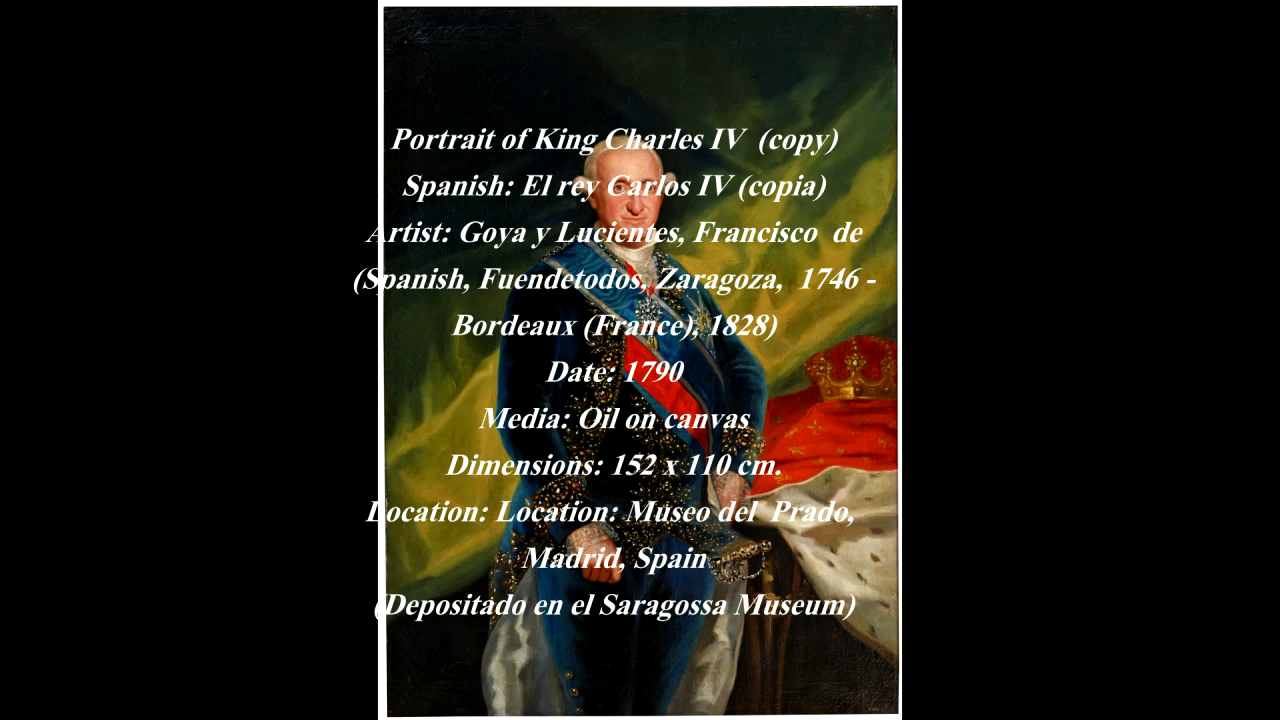 Portrait of King Charles IV (copy)
Spanish: El rey Carlos IV (copia)
Artist: Goya y Lucientes, Francisco de
(Spanish, Fuendetodos, Zaragoza, 1746 -
Bordeaux (France), 1828)
Date: 1790
Media: Oil on canvas
Dimensions: 152 x 110 cm.
Location: Location: Museo del Prado,
Madrid, Spain
(Depositado en el Saragossa Museum)